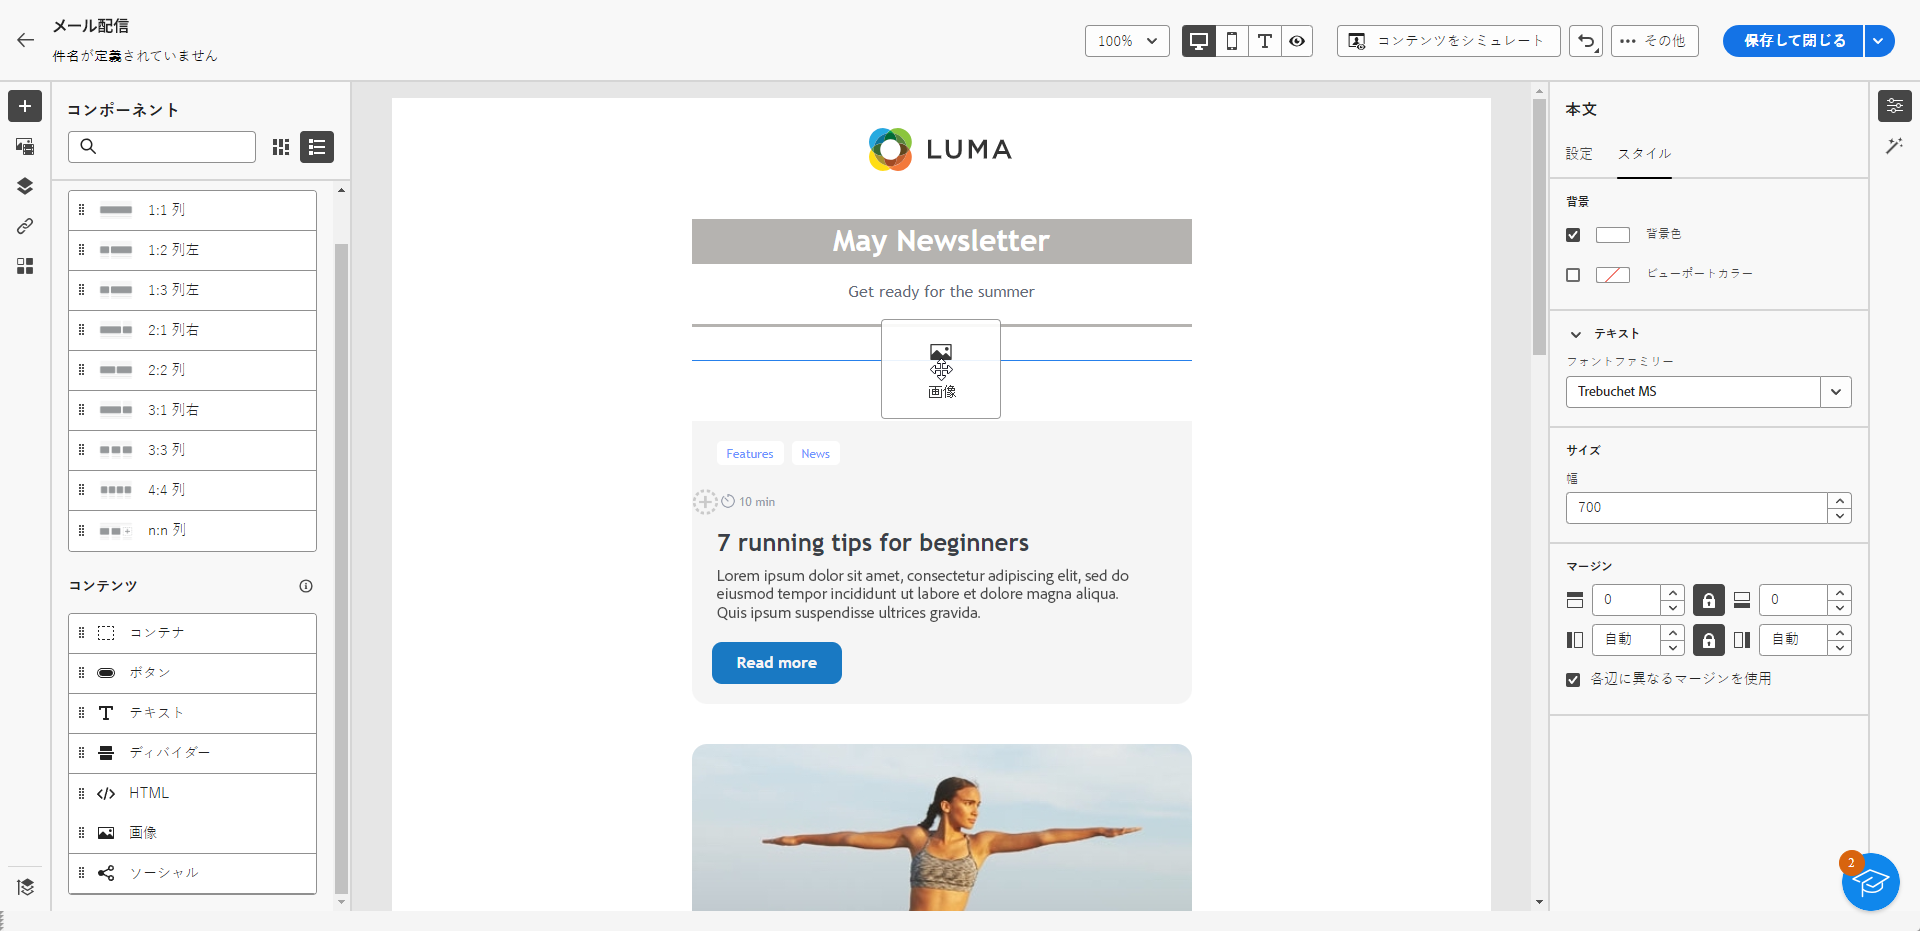 メール配信
件名が定義されていません
100%
コンテンツをシミュレート
その他
保存して閉じる
コンポーネント
1:1 列
1:2 列左
1:3 列左
2:1 列右
2:2 列
3:1 列右
3:3 列
4:4 列
n:n 列
コンテンツ
コンテナ
ボタン
テキスト
ディバイダー
HTML
画像
ソーシャル
LUMA
May Newsletter
Get ready for the summer
画像
Features
News
10 min
7 running tips for beginners
Lorem ipsum dolor sit amet, consectetur adipiscing elit, sed do
eiusmod tempor incididunt ut labore et dolore magna aliqua.
Quis ipsum suspendisse ultrices gravida.
Read more
本文
設定
スタイル
背景
背景色
ビューポートカラー
テキスト
フォントファミリー
Trebuchet MS
サイズ
幅
700
マージン
0
0
自動
自動
各辺に異なるマージンを使用
2